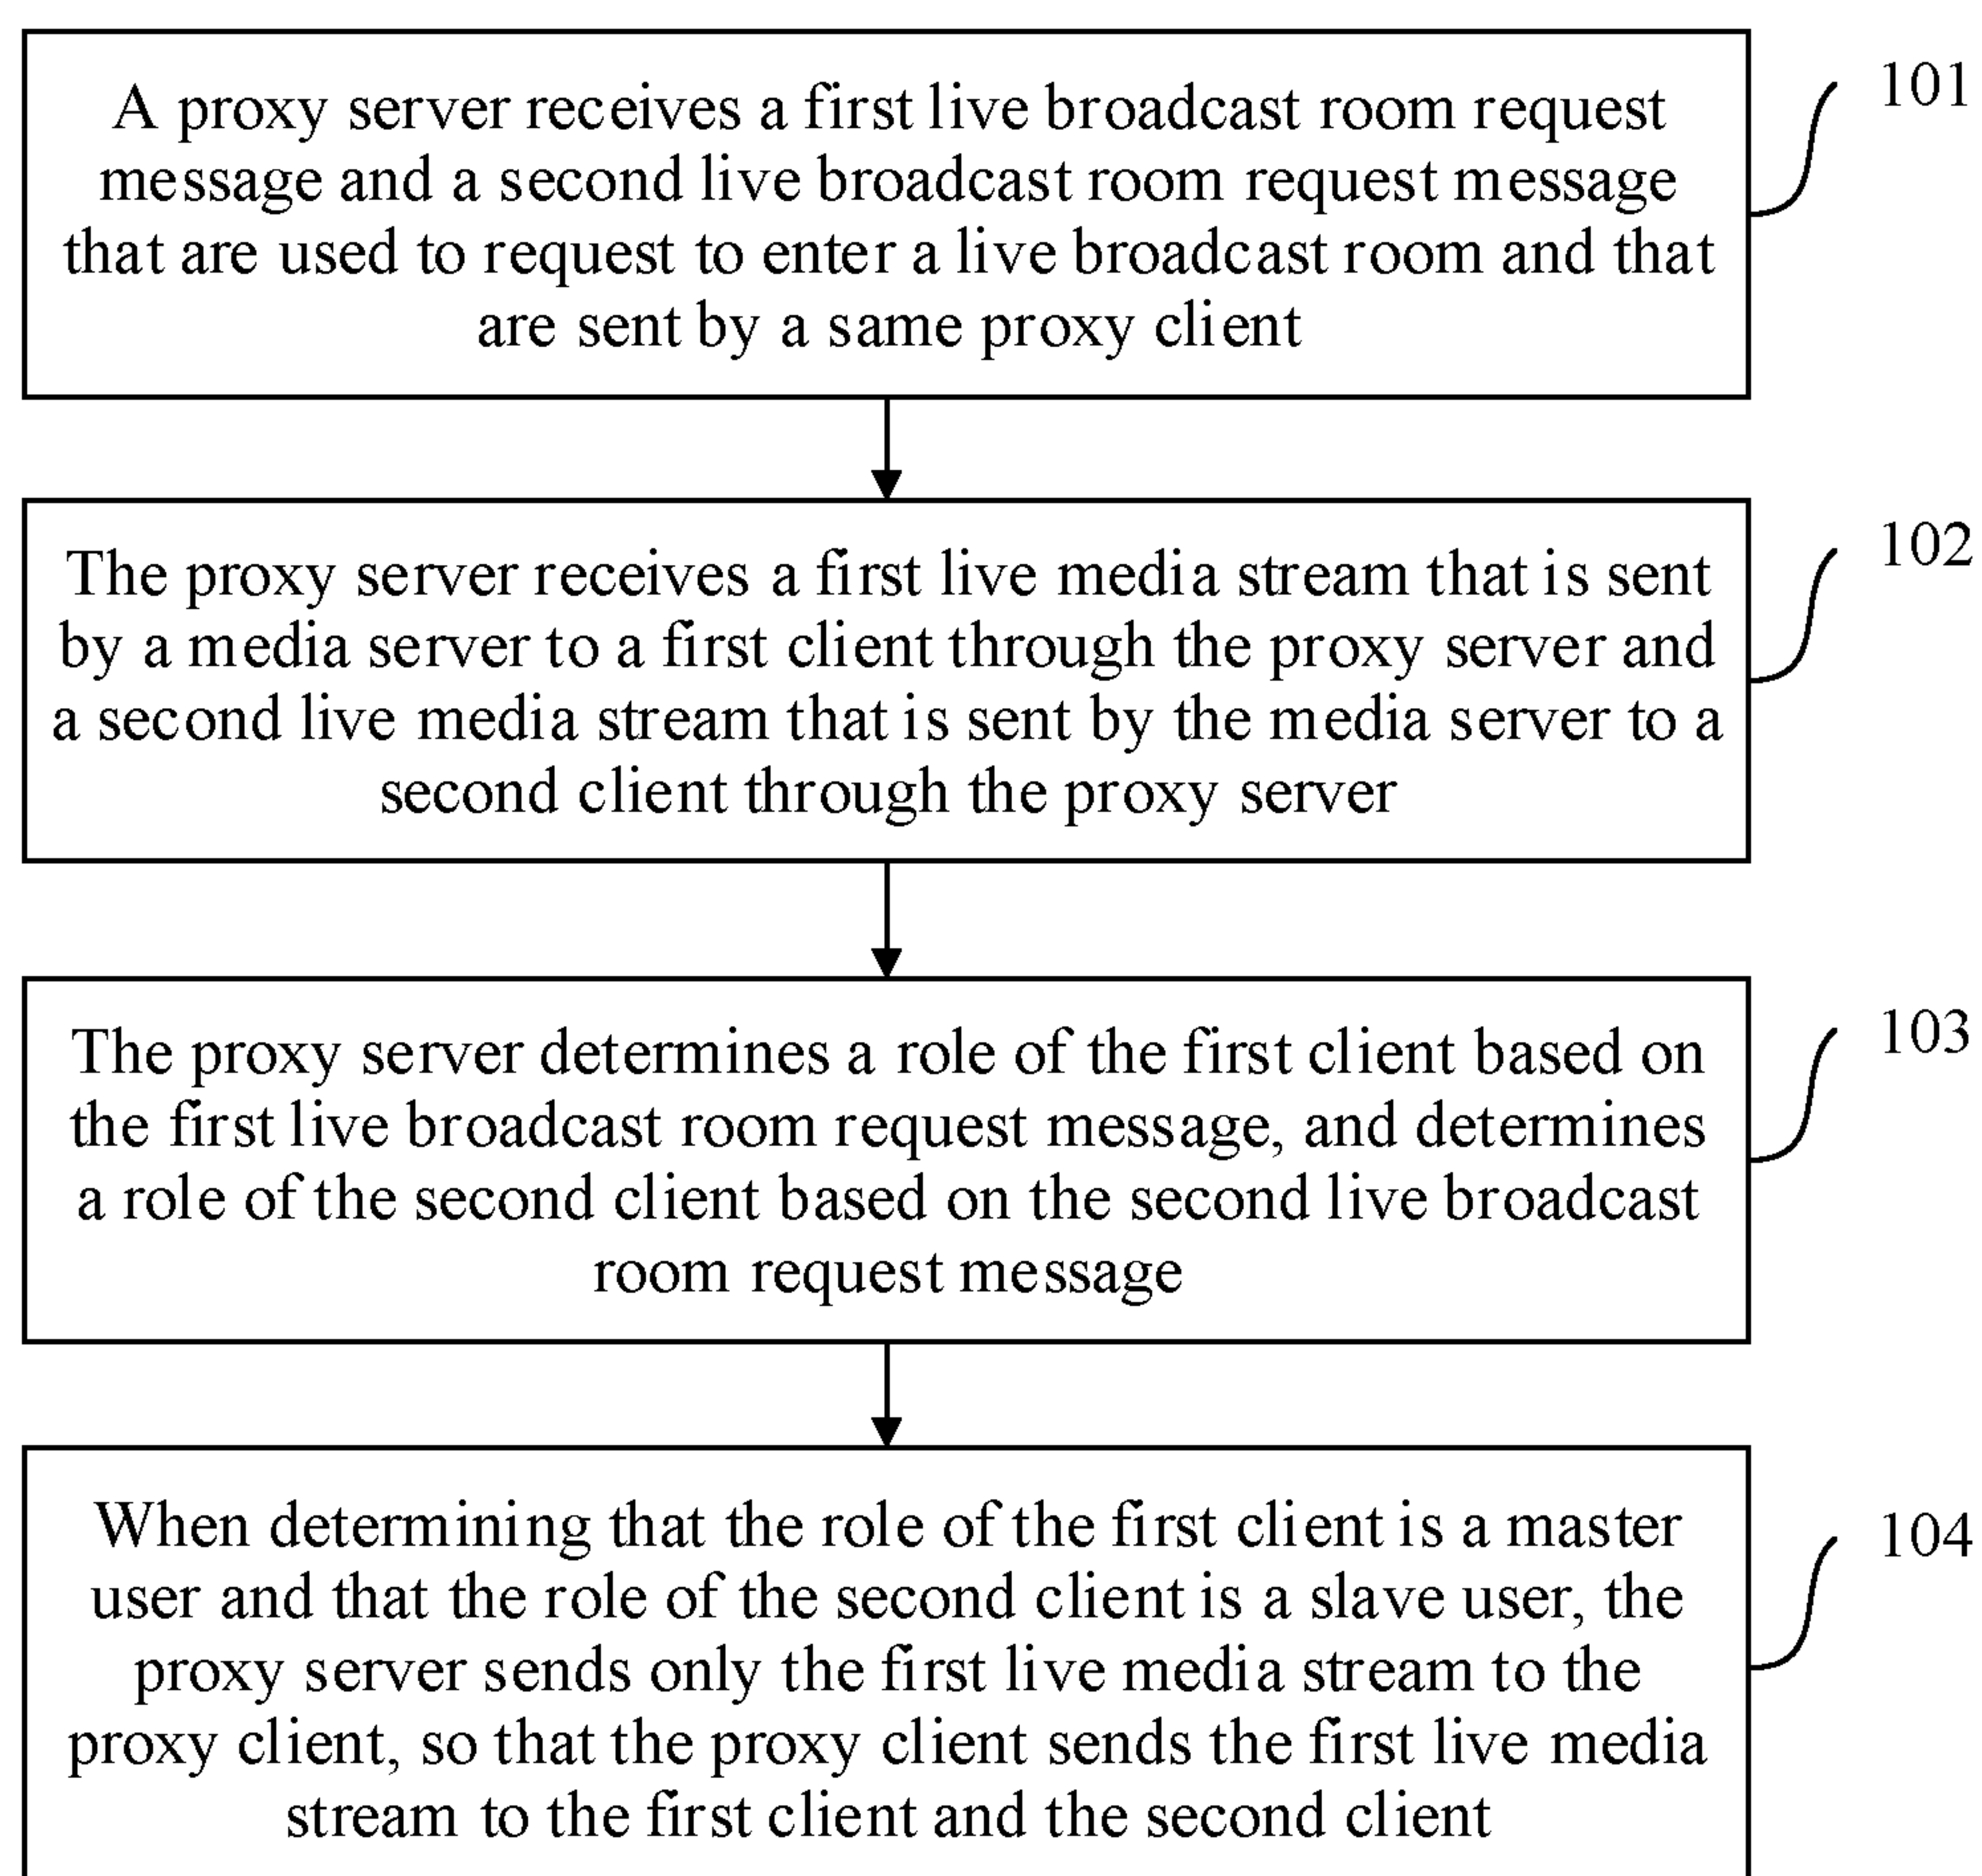 A proxy server receives a first live broadcast room request
message and a second live broadcast room request message
that are used to request to enter a live broadcast room and that
are sent by a same proxy client
101
The proxy server receives a first live media stream that is sent
by a media server to a first client through the proxy server and
a second live media stream that is sent by the media server to a
second client through the proxy server
102
The proxy server determines a role of the first client based on
the first live broadcast room request message, and determines
a role of the second client based on the second live broadcast
room request message
103
When determining that the role of the first client is a master
user and that the role of the second client is a slave user, the
proxy server sends only the first live media stream to the
proxy client, so that the proxy client sends the first live media
stream to the first client and the second client
104